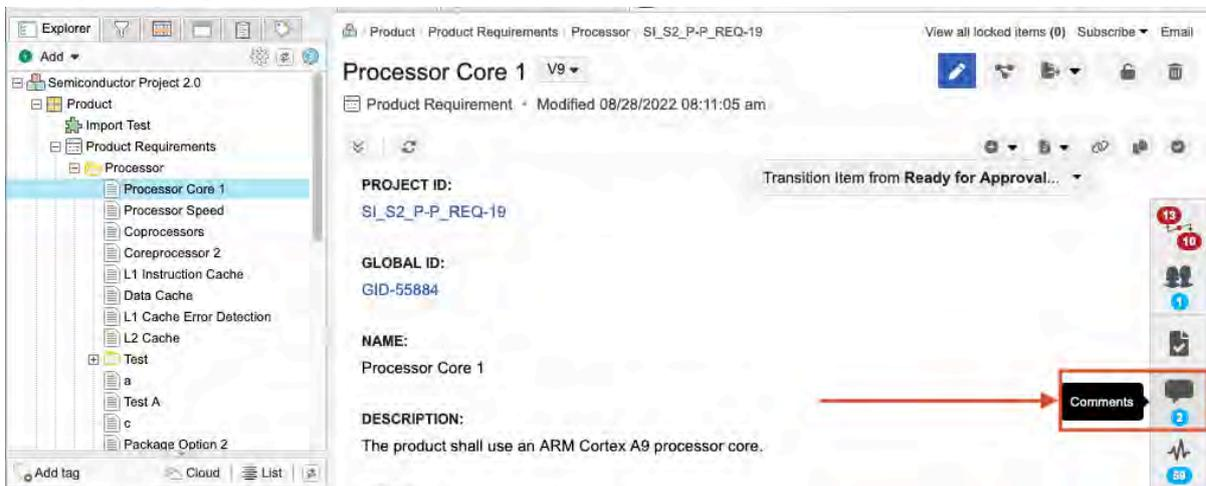 Explorer
Add
Semiconductor Project 2.0
Product
Import Test
Product Requirements
Processor
Processor Core 1
Processor Speed
Coprocessors
Coreprocessor 2
L1 Instruction Cache
Data Cache
L1 Cache Error Detection
L2 Cache
Test
a
Test A
c
Package Option 2
Add tag Cloud List
Product Product Requirements Processor SI_S2_P-P_REQ-19
View all locked items (0) Subscribe Email
Processor Core 1 V9
Product Requirement • Modified 08/28/2022 08:11:05 am
Transition item from Ready for Approval...
PROJECT ID:
SI_S2_P-P_REQ-19
GLOBAL ID:
GID-55884
NAME:
Processor Core 1
DESCRIPTION:
The product shall use an ARM Cortex A9 processor core.
13
10
1
Comments
2
59